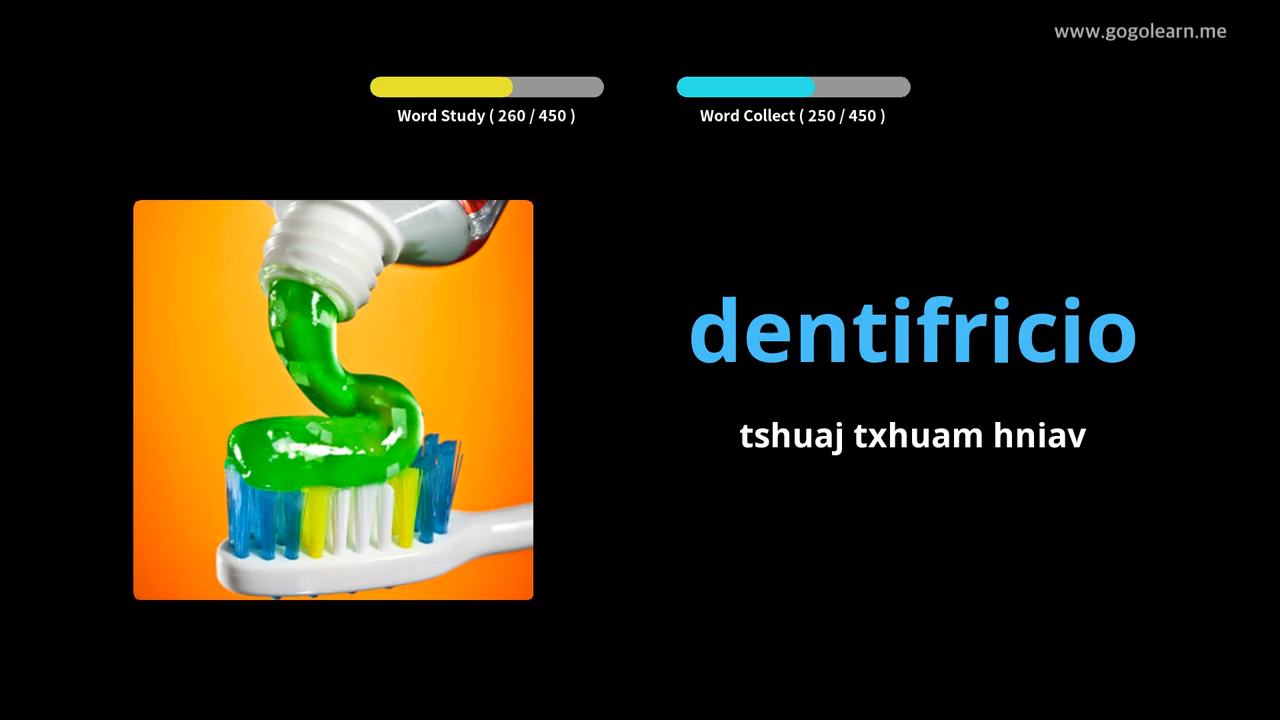 www.gogolearn.me
Word Study ( 260 / 450 )
Word Collect ( 250 / 450 )
dentifricio
tshuaj txhuam hniav